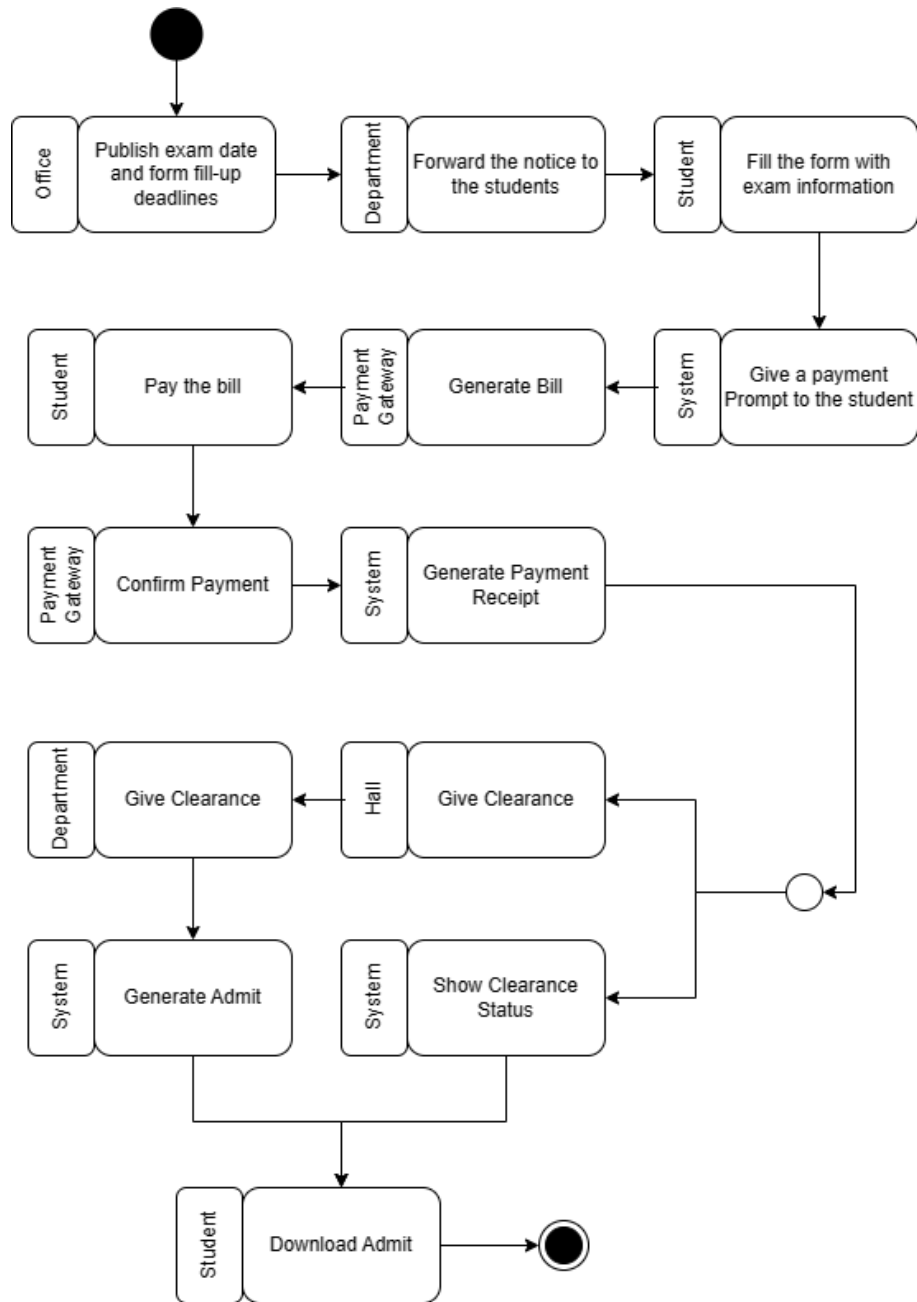 Office
Publish exam date
and form fill-up
deadlines
Department
Forward the notice to
the students
Student
Fill the form with
exam information
Student
Pay the bill
Payment
Gateway
Generate Bill
System
Give a payment
Prompt to the student
Payment
Gateway
Confirm Payment
System
Generate Payment
Receipt
Department
Give Clearance
Hall
Give Clearance
System
Generate Admit
System
Show Clearance
Status
Student
Download Admit